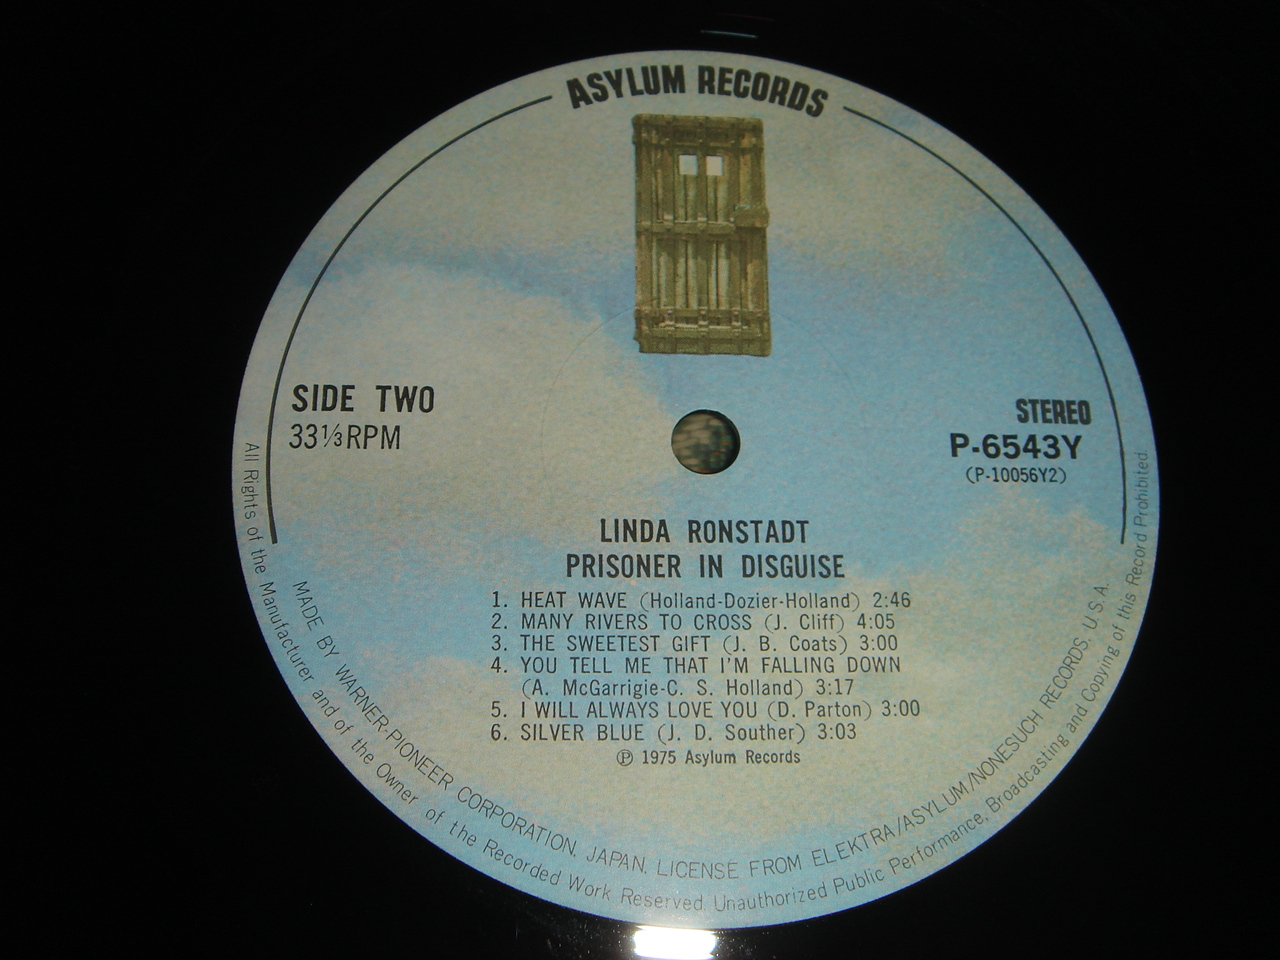 ASYLUM RECORDS
SIDE TWO
33⅓RPM
STEREO
P-6543Y
(P-10056Y2)
LINDA RONSTADT
PRISONER IN DISGUISE
1. HEAT WAVE (Holland-Dozier-Holland) 2:46
2. MANY RIVERS TO CROSS (J. Cliff) 4:05
3. THE SWEETEST GIFT (J. B. Coats) 3:00
4. YOU TELL ME THAT I'M FALLING DOWN
(A. McGarrigie-C. S. Holland) 3:17
5. I WILL ALWAYS LOVE YOU (D. Parton) 3:00
6. SILVER BLUE (J. D. Souther) 3:03
℗ 1975 Asylum Records
MADE BY WARNER-PIONEER CORPORATION, JAPAN, LICENSE FROM ELEKTRA/ASYLUM/NONESUCH RECORDS, U.S.A.
All Rights of the Manufacturer and of the Owner of the Recorded Work Reserved. Unauthorized Public Performance, Broadcasting and Copying of this Record Prohibited.